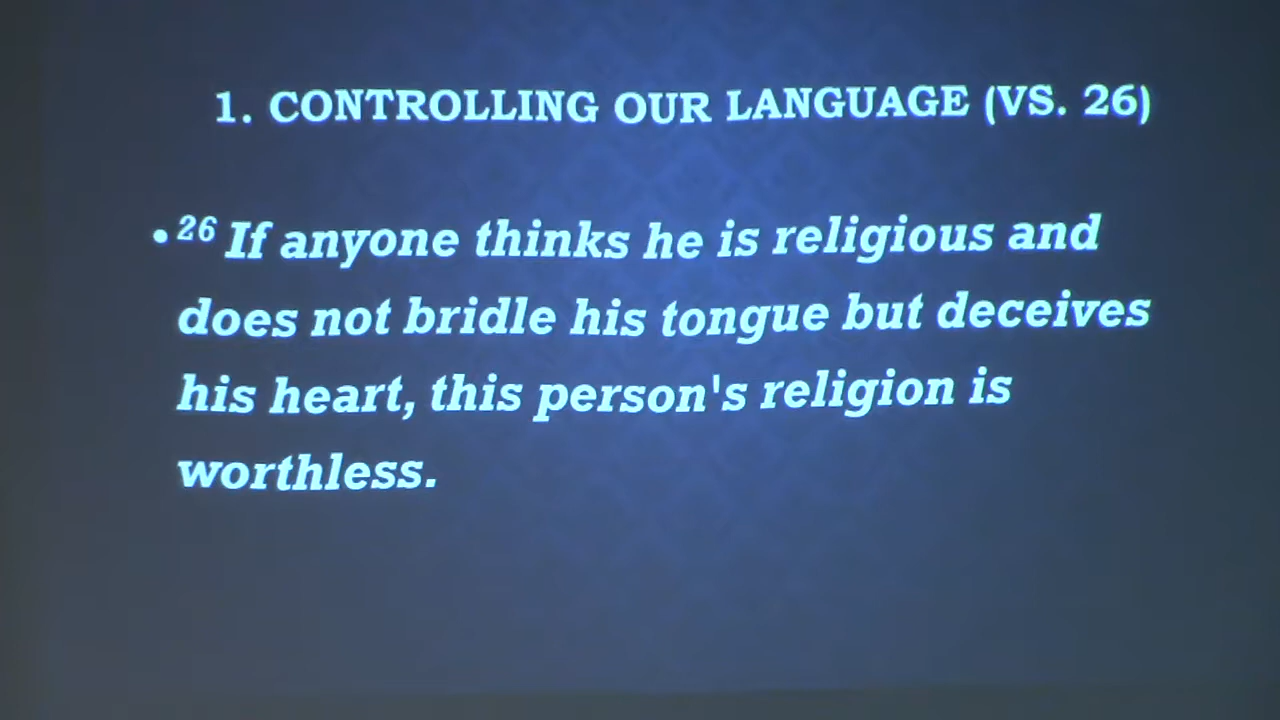 1. CONTROLLING OUR LANGUAGE (VS. 26)
• 26 If anyone thinks he is religious and
does not bridle his tongue but deceives
his heart, this person's religion is
worthless.